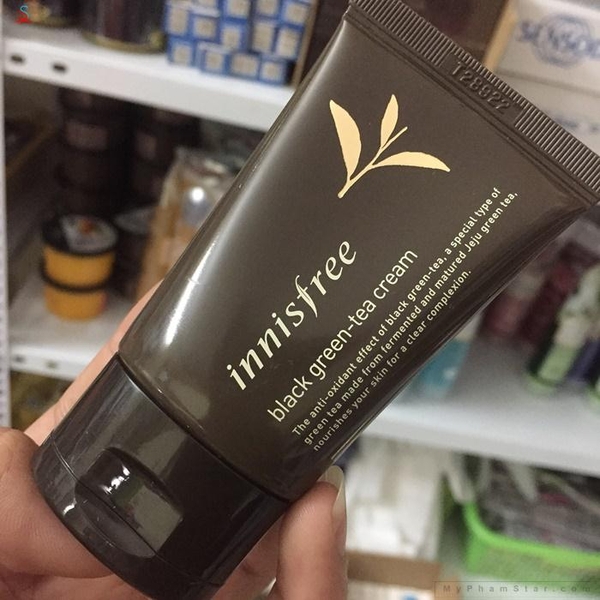 SENSOD
T28922
innisfree
black green-tea cream
The anti-oxidant effect of black green-tea, a special type of
green tea made from fermented and matured Jeju green tea,
nourishes your skin for a clear complexion.
MyPhamStar.com